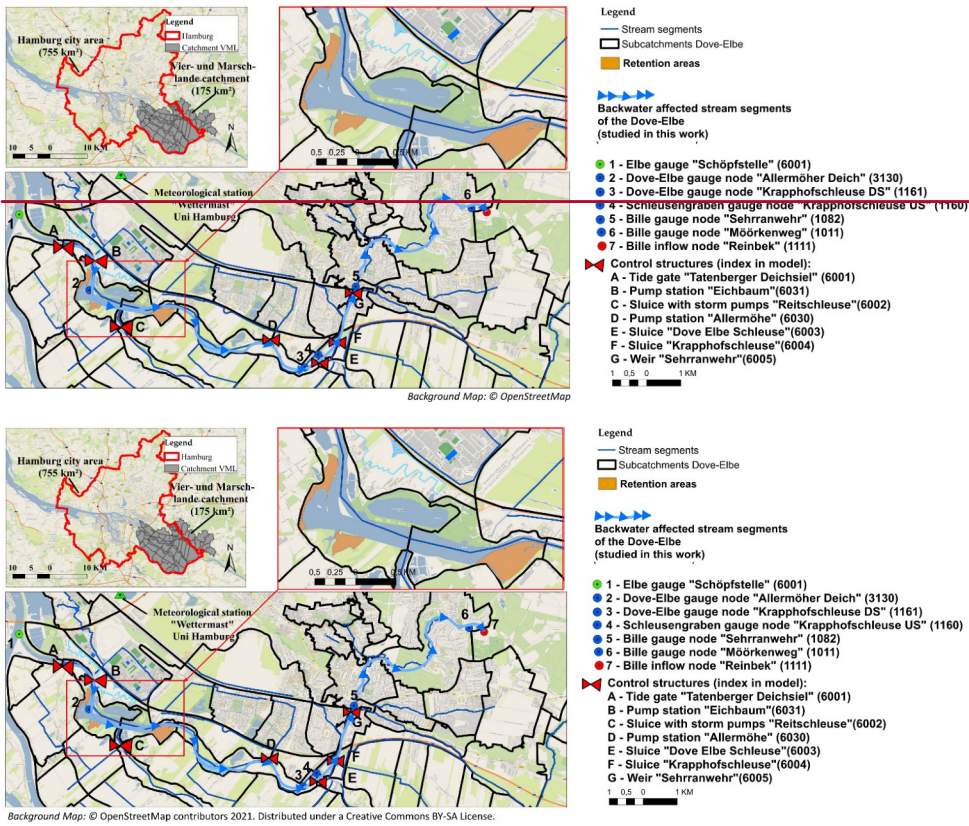 Legend
Hamburg
Catchment VML
Hamburg city area
(755 km²)
Vier- und Marsch-
lande catchment
(175 km²)
N
10 5 0 10 KM
0.5 0,25 0 0,5 KM
Legend
Stream segments
Subcatchments Dove-Elbe
Retention areas
Backwater affected stream segments
of the Dove-Elbe
(studied in this work)
Meteorological station
"Wettermast"
Uni Hamburg
1
A
B
2
C
D
3
4
E
F
G
5
6
7
1 - Elbe gauge "Schöpfstelle" (6001)
2 - Dove-Elbe gauge node "Allermöher Deich" (3130)
3 - Dove-Elbe gauge node "Krapphofschleuse DS" (1161)
4 - Schleusengraben gauge node "Krapphofschleuse US" (1160)
5 - Bille gauge node "Sehrranwehr" (1082)
6 - Bille gauge node "Möörkenweg" (1011)
7 - Bille inflow node "Reinbek" (1111)
Control structures (index in model):
A - Tide gate "Tatenberger Deichsiel" (6001)
B - Pump station "Eichbaum"(6031)
C - Sluice with storm pumps "Reitschleuse"(6002)
D - Pump station "Allermöhe" (6030)
E - Sluice "Dove Elbe Schleuse"(6003)
F - Sluice "Krapphofschleuse"(6004)
G - Weir "Sehrranwehr"(6005)
1 0,5 0 1 KM
Background Map: © OpenStreetMap
Legend
Hamburg
Catchment VML
Hamburg city area
(755 km²)
Vier- und Marsch-
lande catchment
(175 km²)
N
10 5 0 10 KM
0.5 0,25 0 0,5 KM
Legend
Stream segments
Subcatchments Dove-Elbe
Retention areas
Backwater affected stream segments
of the Dove-Elbe
(studied in this work)
Meteorological station
"Wettermast"
Uni Hamburg
1
A
B
2
C
D
3
4
E
F
G
5
6
7
1 - Elbe gauge "Schöpfstelle" (6001)
2 - Dove-Elbe gauge node "Allermöher Deich" (3130)
3 - Dove-Elbe gauge node "Krapphofschleuse DS" (1161)
4 - Schleusengraben gauge node "Krapphofschleuse US" (1160)
5 - Bille gauge node "Sehrranwehr" (1082)
6 - Bille gauge node "Möörkenweg" (1011)
7 - Bille inflow node "Reinbek" (1111)
Control structures (index in model):
A - Tide gate "Tatenberger Deichsiel" (6001)
B - Pump station "Eichbaum"(6031)
C - Sluice with storm pumps "Reitschleuse"(6002)
D - Pump station "Allermöhe" (6030)
E - Sluice "Dove Elbe Schleuse"(6003)
F - Sluice "Krapphofschleuse"(6004)
G - Weir "Sehrranwehr"(6005)
1 0,5 0 1 KM
Background Map: © OpenStreetMap contributors 2021. Distributed under a Creative Commons BY-SA License.